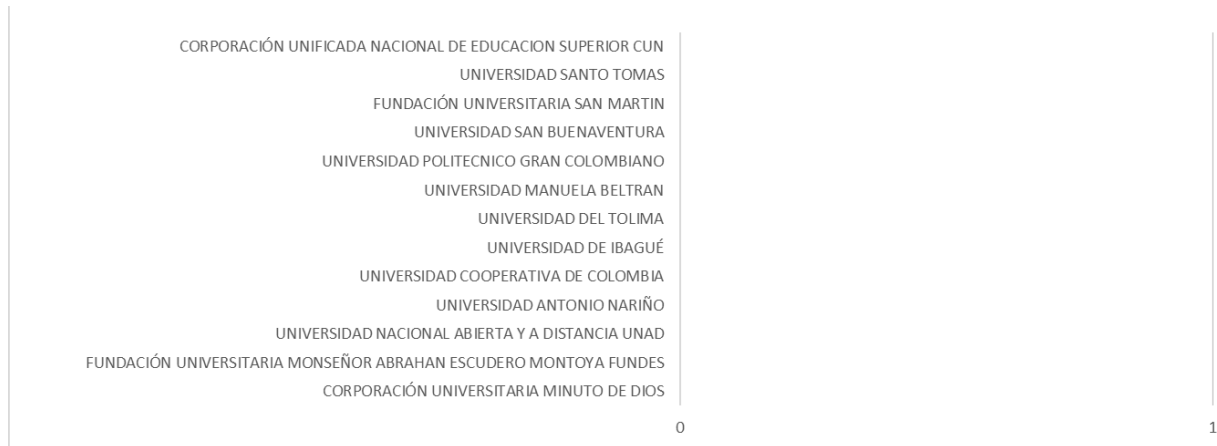 CORPORACIÓN UNIFICADA NACIONAL DE EDUCACION SUPERIOR CUN
UNIVERSIDAD SANTO TOMAS
FUNDACIÓN UNIVERSITARIA SAN MARTIN
UNIVERSIDAD SAN BUENAVENTURA
UNIVERSIDAD POLITECNICO GRAN COLOMBIANO
UNIVERSIDAD MANUELA BELTRAN
UNIVERSIDAD DEL TOLIMA
UNIVERSIDAD DE IBAGUÉ
UNIVERSIDAD COOPERATIVA DE COLOMBIA
UNIVERSIDAD ANTONIO NARIÑO
UNIVERSIDAD NACIONAL ABIERTA Y A DISTANCIA UNAD
FUNDACIÓN UNIVERSITARIA MONSEÑOR ABRAHAN ESCUDERO MONTOYA FUNDES
CORPORACIÓN UNIVERSITARIA MINUTO DE DIOS
0 1